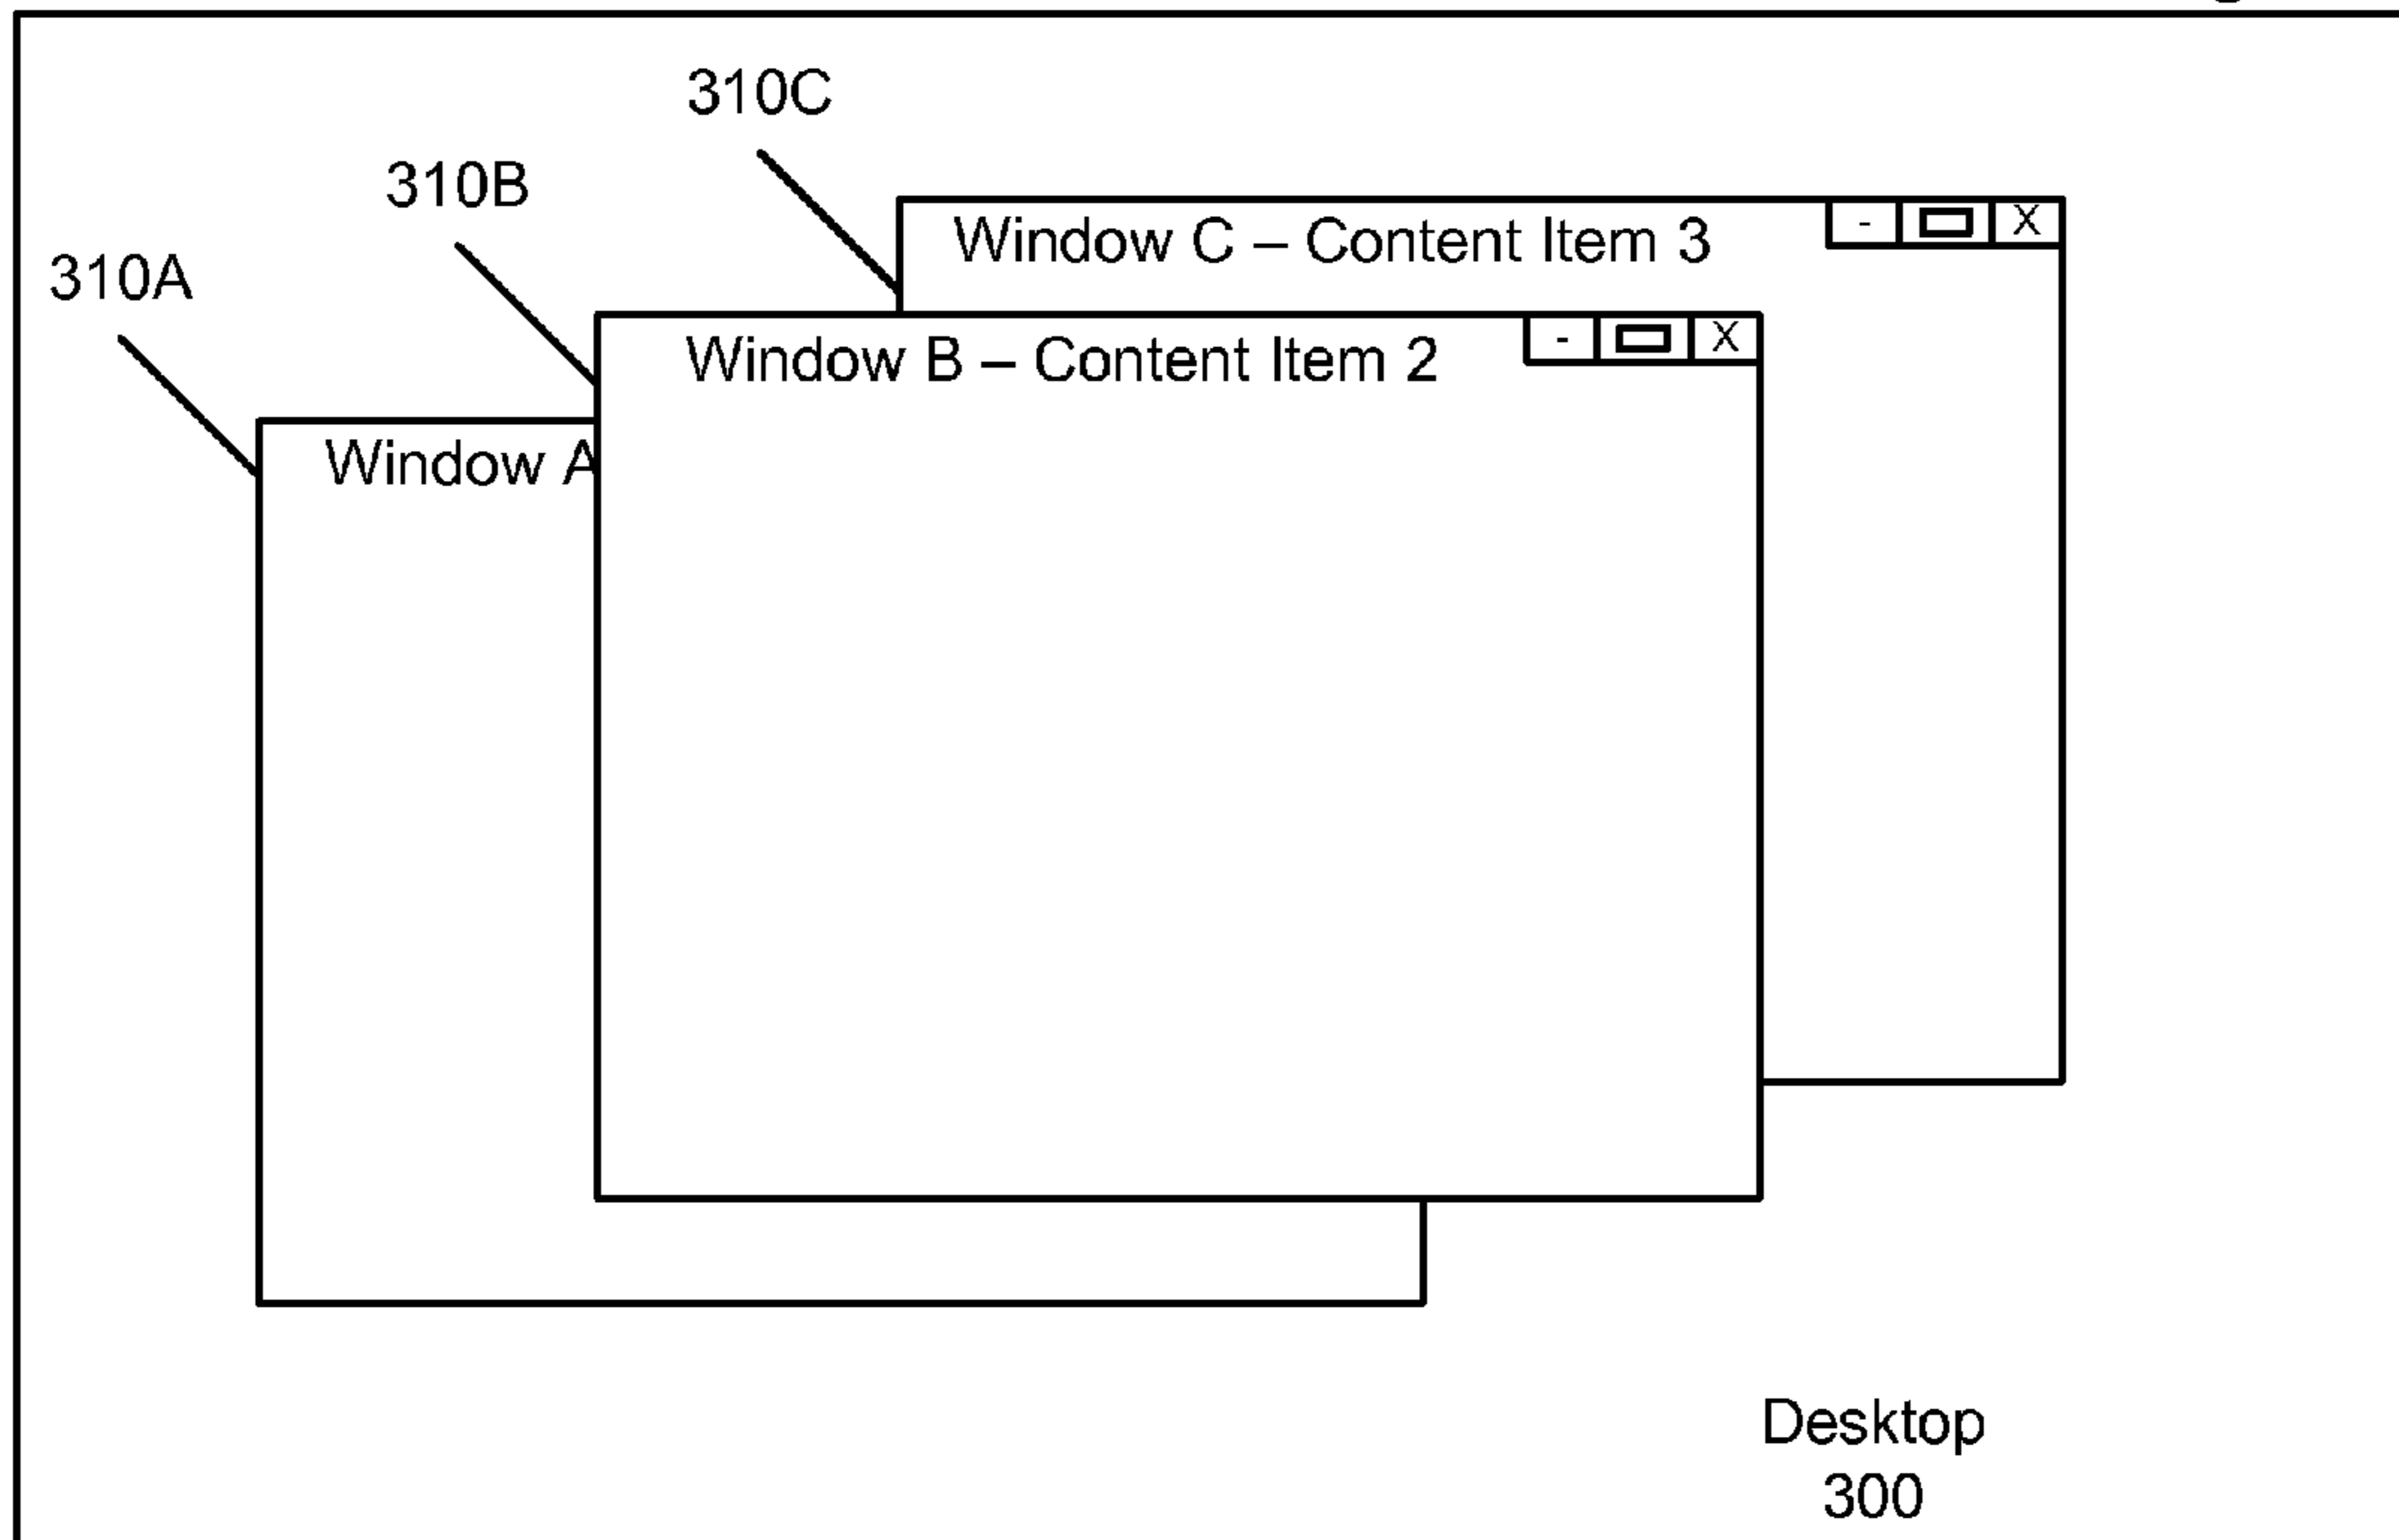 310C
310B
310A
Window C – Content Item 3
- X
Window B – Content Item 2
- X
Window A
Desktop
300